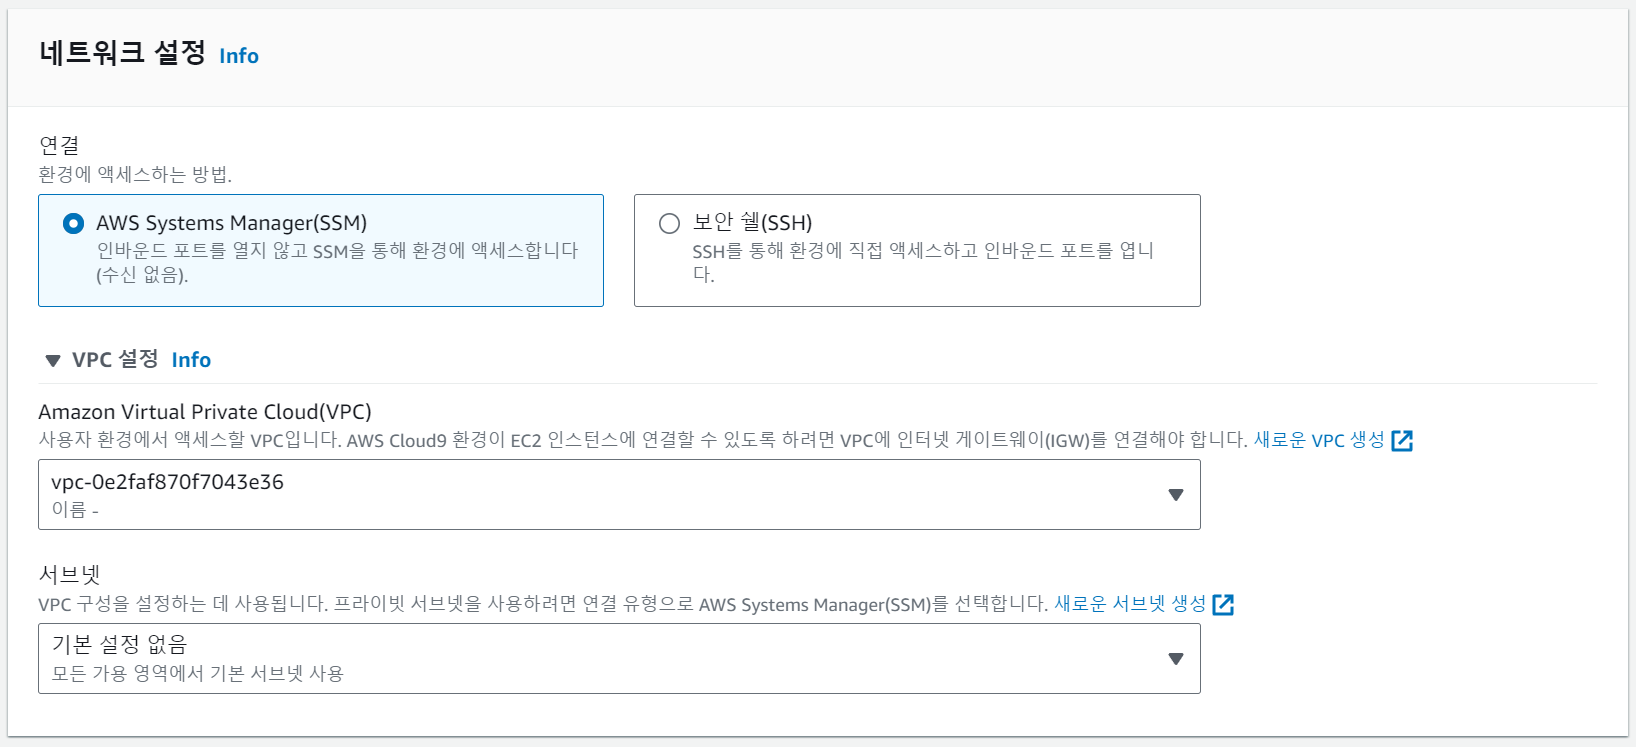 네트워크 설정 Info
연결
환경에 액세스하는 방법.
AWS Systems Manager(SSM)
인바운드 포트를 열지 않고 SSM을 통해 환경에 액세스합니다
(수신 없음).
보안 쉘(SSH)
SSH를 통해 환경에 직접 액세스하고 인바운드 포트를 엽니
다.
VPC 설정 Info
Amazon Virtual Private Cloud(VPC)
사용자 환경에서 액세스할 VPC입니다. AWS Cloud9 환경이 EC2 인스턴스에 연결할 수 있도록 하려면 VPC에 인터넷 게이트웨이(IGW)를 연결해야 합니다. 새로운 VPC 생성
vpc-0e2faf870f7043e36
이름 -
서브넷
VPC 구성을 설정하는 데 사용됩니다. 프라이빗 서브넷을 사용하려면 연결 유형으로 AWS Systems Manager(SSM)를 선택합니다. 새로운 서브넷 생성
기본 설정 없음
모든 가용 영역에서 기본 서브넷 사용